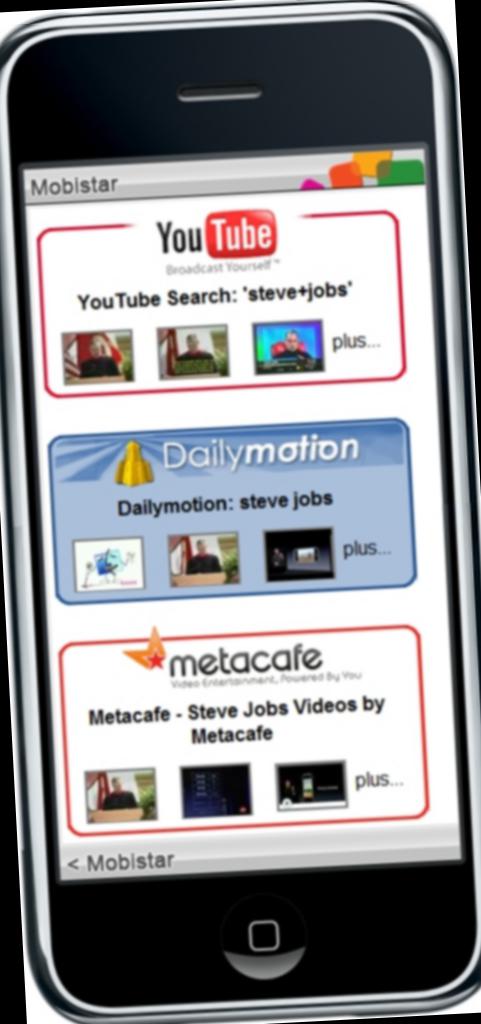 Mobistar
YouTube
Broadcast Yourself™
YouTube Search: 'steve+jobs'
plus...
Dailymotion
Dailymotion: steve jobs
plus...
metacafe
Video Entertainment, Powered By You
Metacafe - Steve Jobs Videos by
Metacafe
plus...
< Mobistar